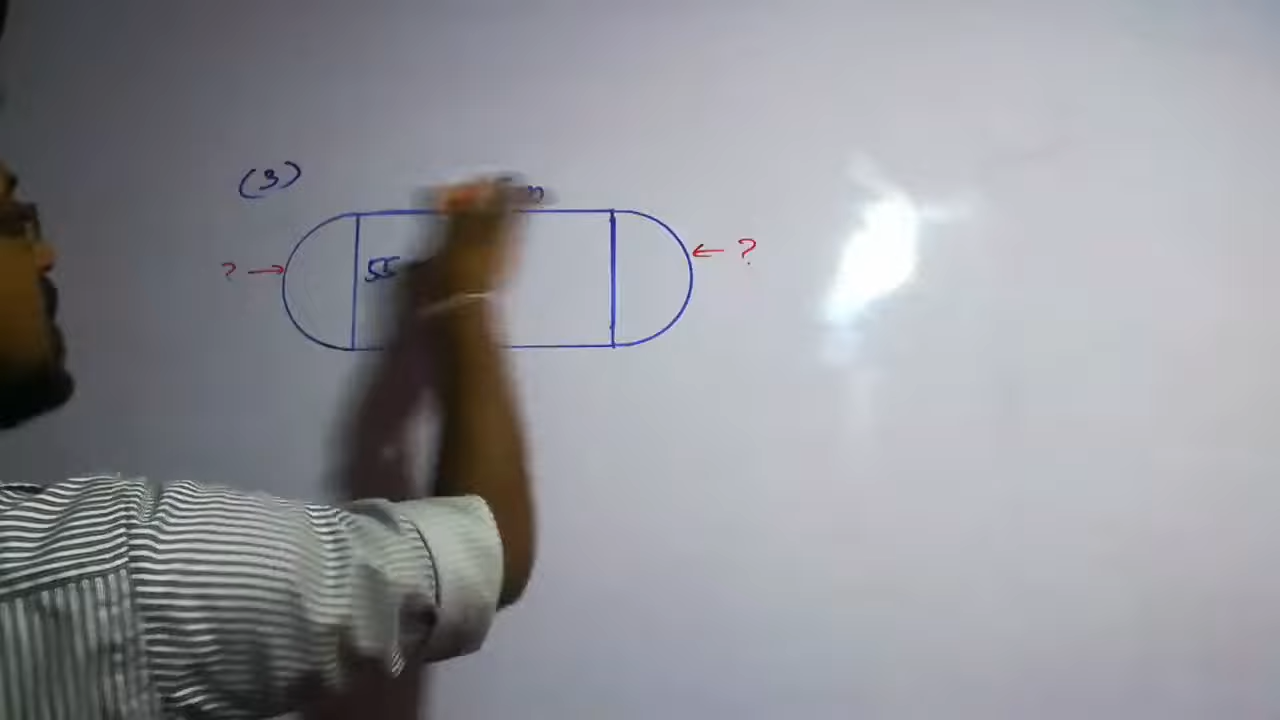 (3)
? → ← ?
55